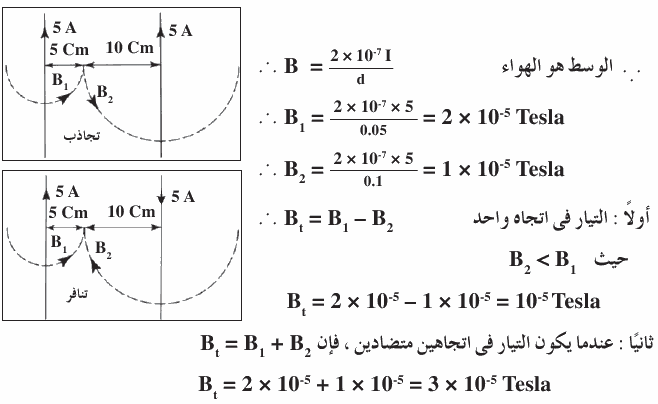 5 A 5 A
5 Cm 10 Cm
B₁ B₂
تجاذب
5 A 5 A
5 Cm 10 Cm
B₁ B₂
تنافر
∵ الوسط هو الهواء ∴ B = 2 × 10⁻⁷ I / d
∴ B₁ = 2 × 10⁻⁷ × 5 / 0.05 = 2 × 10⁻⁵ Tesla
∴ B₂ = 2 × 10⁻⁷ × 5 / 0.1 = 1 × 10⁻⁵ Tesla
أولاً : التيار فى اتجاه واحد ∴ Bₜ = B₁ – B₂
حيث B₂ < B₁
Bₜ = 2 × 10⁻⁵ – 1 × 10⁻⁵ = 10⁻⁵ Tesla
ثانيًا : عندما يكون التيار فى اتجاهين متضادين ، فإن Bₜ = B₁ + B₂
Bₜ = 2 × 10⁻⁵ + 1 × 10⁻⁵ = 3 × 10⁻⁵ Tesla